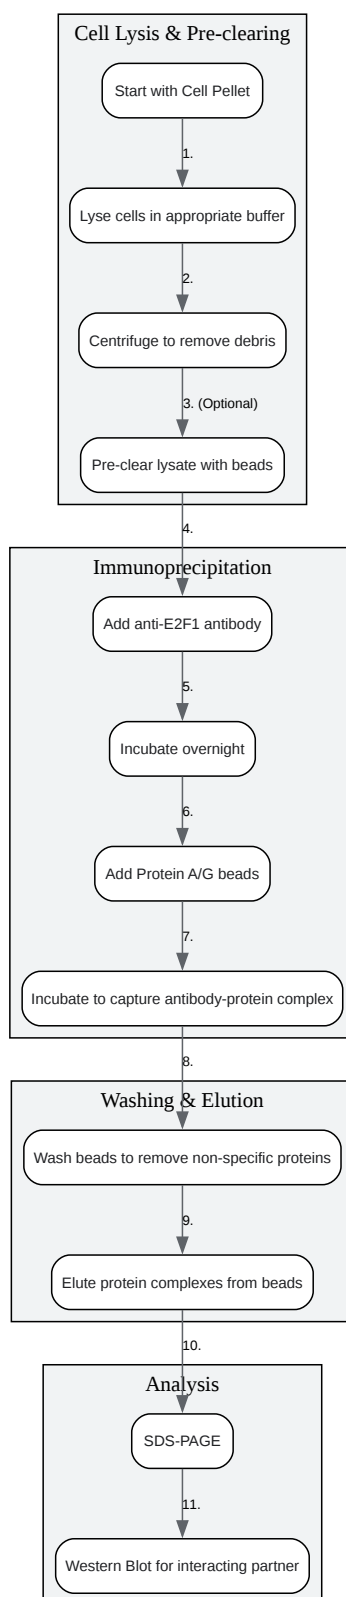 Cell Lysis & Pre-clearing
Start with Cell Pellet
1.
Lyse cells in appropriate buffer
2.
Centrifuge to remove debris
3. (Optional)
Pre-clear lysate with beads
4.
Immunoprecipitation
Add anti-E2F1 antibody
5.
Incubate overnight
6.
Add Protein A/G beads
7.
Incubate to capture antibody-protein complex
8.
Washing & Elution
Wash beads to remove non-specific proteins
9.
Elute protein complexes from beads
10.
Analysis
SDS-PAGE
11.
Western Blot for interacting partner